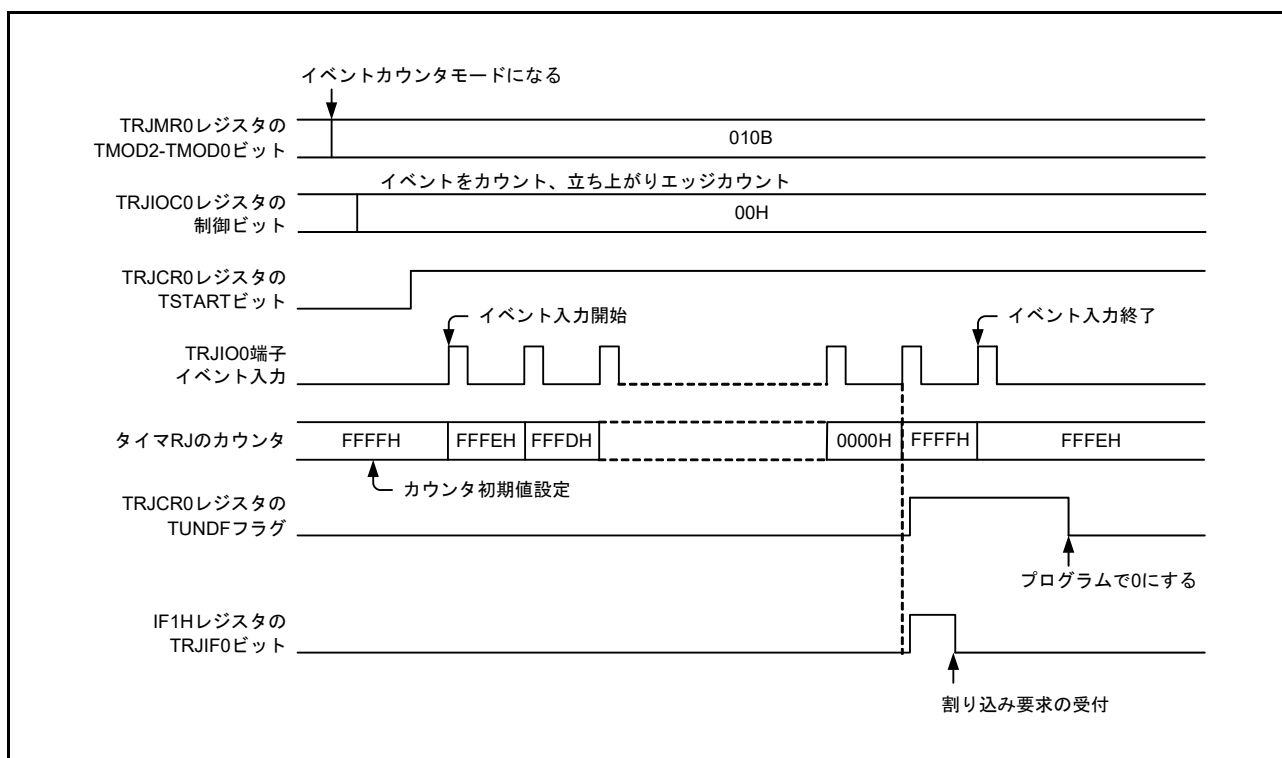 イベントカウンタモードになる
TRJMR0レジスタの
TMOD2-TMOD0ビット
010B
イベントをカウント、立ち上がりエッジカウント
TRJIOC0レジスタの
制御ビット
00H
TRJCR0レジスタの
TSTARTビット
イベント入力開始
イベント入力終了
TRJIO0端子
イベント入力
タイマRJのカウンタ
FFFFH
FFFEH
FFFDH
0000H
FFFFH
FFFEH
カウンタ初期値設定
TRJCR0レジスタの
TUNDFフラグ
プログラムで0にする
IF1Hレジスタの
TRJIF0ビット
割り込み要求の受付